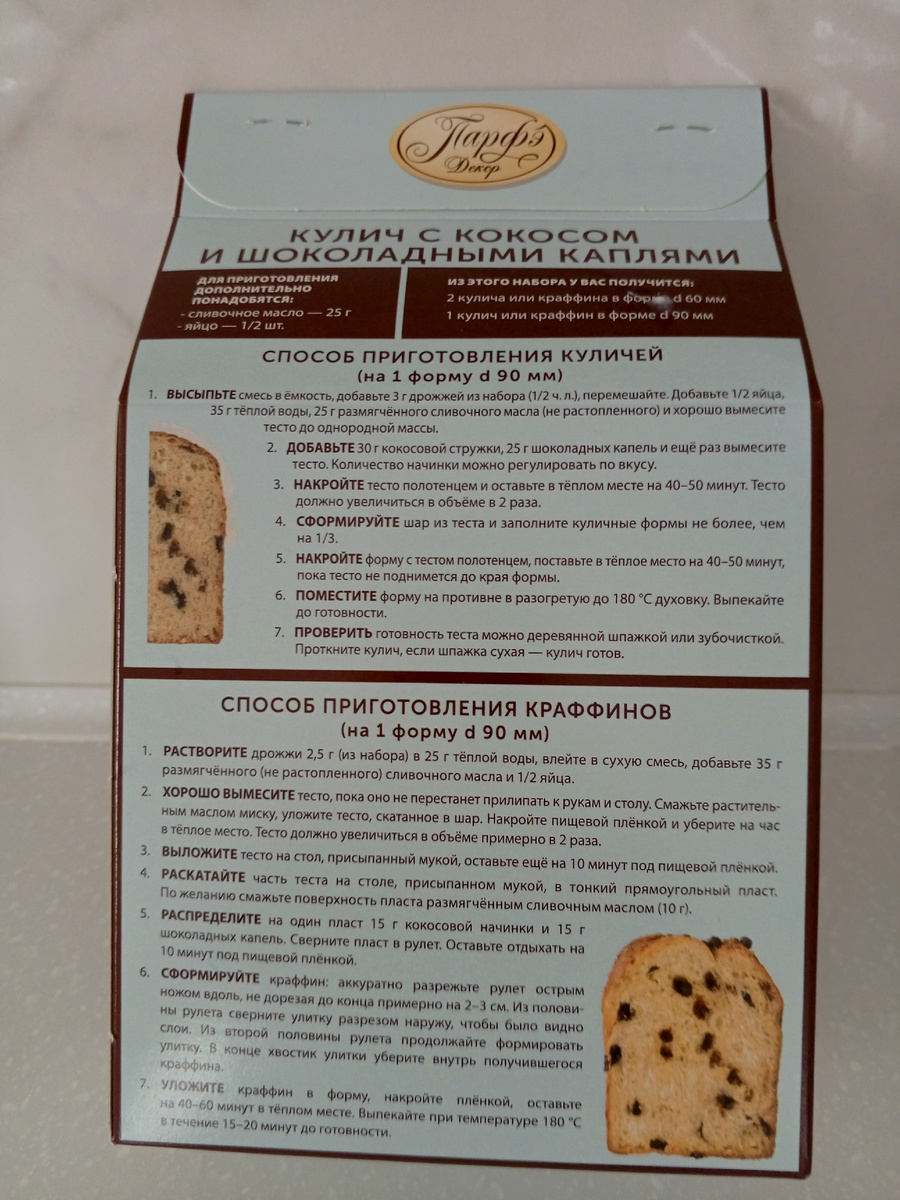 Парфэ
Декор
КУЛИЧ С КОКОСОМ
И ШОКОЛАДНЫМИ КАПЛЯМИ
ДЛЯ ПРИГОТОВЛЕНИЯ
ДОПОЛНИТЕЛЬНО
ПОНАДОБЯТСЯ:
- сливочное масло — 25 г
- яйцо — 1/2 шт.
ИЗ ЭТОГО НАБОРА У ВАС ПОЛУЧИТСЯ:
2 кулича или краффина в форме d 60 мм
1 кулич или краффин в форме d 90 мм
СПОСОБ ПРИГОТОВЛЕНИЯ КУЛИЧЕЙ
(на 1 форму d 90 мм)
1. ВЫСЫПЬТЕ смесь в ёмкость, добавьте 3 г дрожжей из набора (1/2 ч. л.), перемешайте. Добавьте 1/2 яйца,
35 г тёплой воды, 25 г размягчённого сливочного масла (не растопленного) и хорошо вымесите
тесто до однородной массы.
2. ДОБАВЬТЕ 30 г кокосовой стружки, 25 г шоколадных капель и ещё раз вымесите
тесто. Количество начинки можно регулировать по вкусу.
3. НАКРОЙТЕ тесто полотенцем и оставьте в тёплом месте на 40–50 минут. Тесто
должно увеличиться в объёме в 2 раза.
4. СФОРМИРУЙТЕ шар из теста и заполните куличные формы не более, чем
на 1/3.
5. НАКРОЙТЕ форму с тестом полотенцем, поставьте в тёплое место на 40–50 минут,
пока тесто не поднимется до края формы.
6. ПОМЕСТИТЕ форму на противне в разогретую до 180 °С духовку. Выпекайте
до готовности.
7. ПРОВЕРИТЬ готовность теста можно деревянной шпажкой или зубочисткой.
Проткните кулич, если шпажка сухая — кулич готов.
СПОСОБ ПРИГОТОВЛЕНИЯ КРАФФИНОВ
(на 1 форму d 90 мм)
1. РАСТВОРИТЕ дрожжи 2,5 г (из набора) в 25 г тёплой воды, влейте в сухую смесь, добавьте 35 г
размягчённого (не растопленного) сливочного масла и 1/2 яйца.
2. ХОРОШО ВЫМЕСИТЕ тесто, пока оно не перестанет прилипать к рукам и столу. Смажьте раститель-
ным маслом миску, уложите тесто, скатанное в шар. Накройте пищевой плёнкой и уберите на час
в тёплое место. Тесто должно увеличиться в объёме примерно в 2 раза.
3. ВЫЛОЖИТЕ тесто на стол, присыпанный мукой, оставьте ещё на 10 минут под пищевой плёнкой.
4. РАСКАТАЙТЕ часть теста на столе, присыпанном мукой, в тонкий прямоугольный пласт.
По желанию смажьте поверхность пласта размягчённым сливочным маслом (10 г).
5. РАСПРЕДЕЛИТЕ на один пласт 15 г кокосовой начинки и 15 г
шоколадных капель. Сверните пласт в рулет. Оставьте отдыхать на
10 минут под пищевой плёнкой.
6. СФОРМИРУЙТЕ краффин: аккуратно разрежьте рулет острым
ножом вдоль, не дорезая до конца примерно на 2–3 см. Из полови-
ны рулета сверните улитку разрезом наружу, чтобы было видно
слои. Из второй половины рулета продолжайте формировать
улитку. В конце хвостик улитки уберите внутрь получившегося
краффина.
7. УЛОЖИТЕ краффин в форму, накройте плёнкой, оставьте
на 40–60 минут в тёплом месте. Выпекайте при температуре 180 °С
в течение 15–20 минут до готовности.